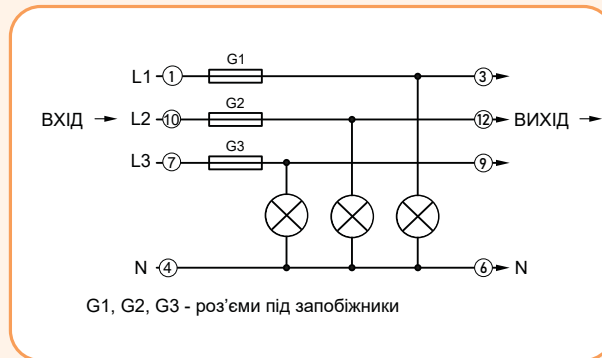 G1
L1 1 3
G2
ВХІД L2 10 12 ВИХІД
G3
L3 7 9
N 4 6 N
G1, G2, G3 - роз’єми під запобіжники